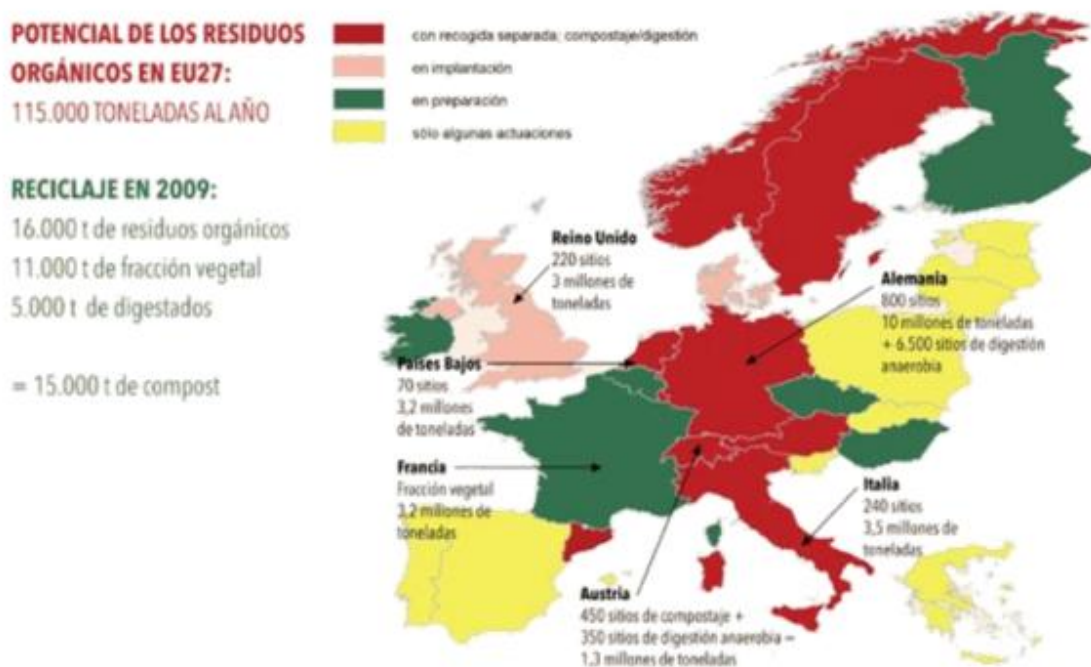 POTENCIAL DE LOS RESIDUOS
ORGÁNICOS EN EU27:
115.000 TONELADAS AL AÑO
RECICLAJE EN 2009:
16.000 t de residuos orgánicos
11.000 t de fracción vegetal
5.000 t de digestados
= 15.000 t de compost
con recogida separada; compostaje/digestión
en implantación
en preparación
sólo algunas actuaciones
Reino Unido
220 sitios
3 millones de
toneladas
Alemania
800 sitios
10 millones de toneladas
+ 6.500 sitios de digestión
anaerobia
Países Bajos
70 sitios
3,2 millones
de toneladas
Francia
Fracción vegetal
3,2 millones de
toneladas
Italia
240 sitios
3,5 millones de
toneladas
Austria
450 sitios de compostaje +
350 sitios de digestión anaerobia =
1,3 millones de toneladas